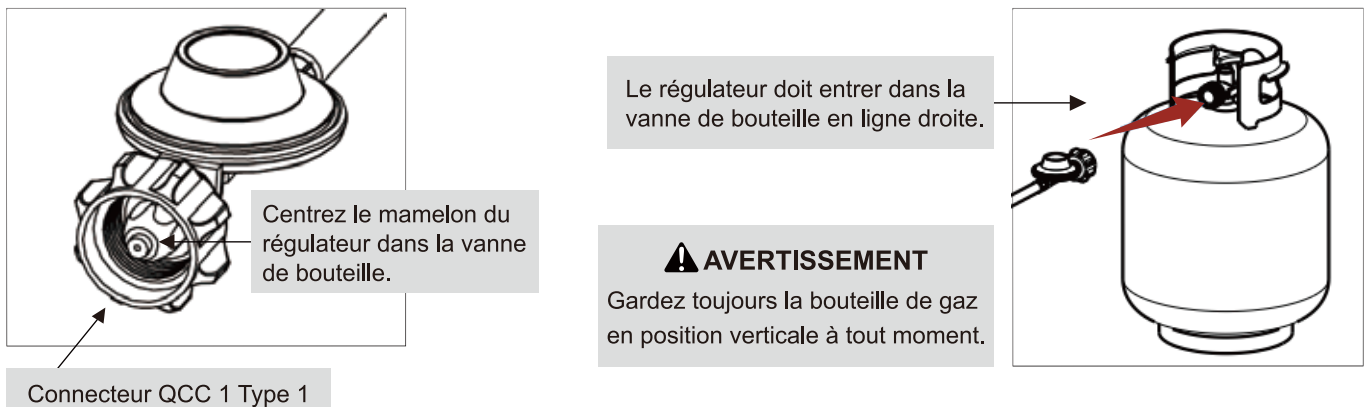 Centrez le mamelon du
régulateur dans la vanne
de bouteille.
Connecteur QCC 1 Type 1
Le régulateur doit entrer dans la
vanne de bouteille en ligne droite.
AVERTISSEMENT
Gardez toujours la bouteille de gaz
en position verticale à tout moment.